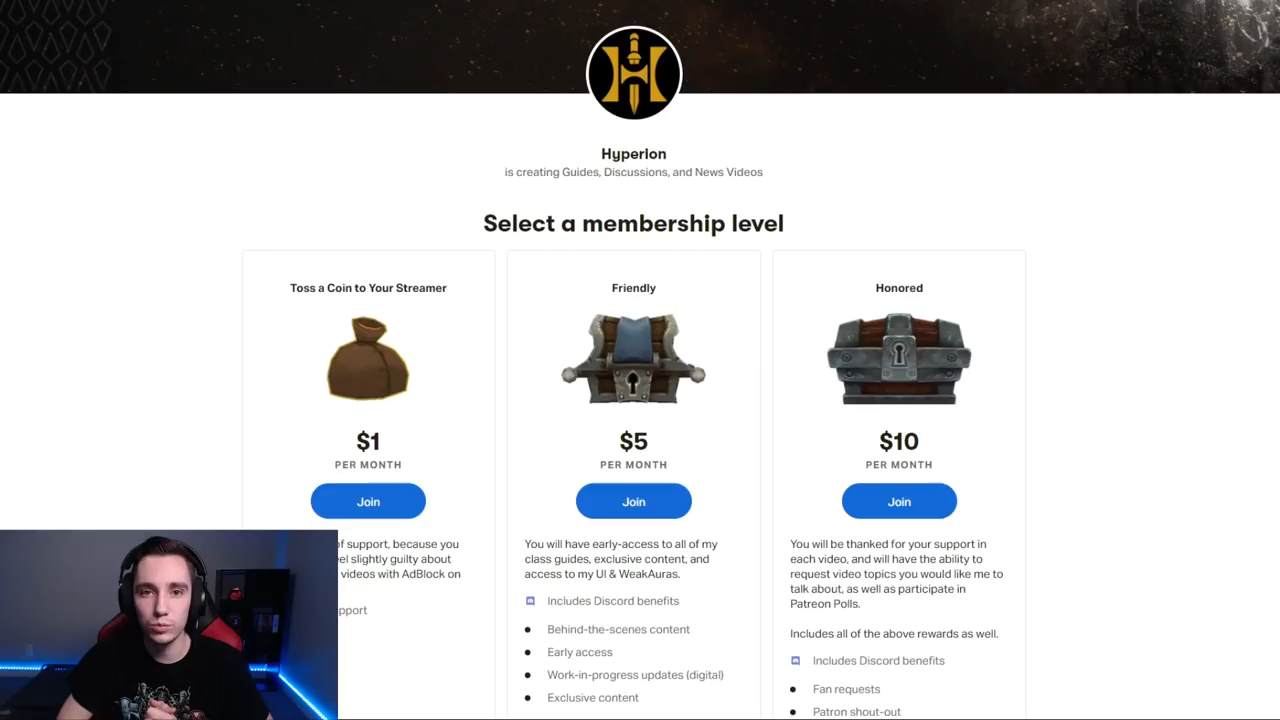 Hyperion
is creating Guides, Discussions, and News Videos
Select a membership level
Toss a Coin to Your Streamer
$1
PER MONTH
Join
of support, because you
slightly guilty about
videos with AdBlock on
Friendly
$5
PER MONTH
Join
You will have early-access to all of my
class guides, exclusive content, and
access to my UI & WeakAuras.
Includes Discord benefits
Behind-the-scenes content
Early access
Work-in-progress updates (digital)
Exclusive content
Honored
$10
PER MONTH
Join
You will be thanked for your support in
each video, and will have the ability to
request video topics you would like me to
talk about, as well as participate in
Patreon Polls.
Includes all of the above rewards as well.
Includes Discord benefits
Fan requests
Patron shout-out